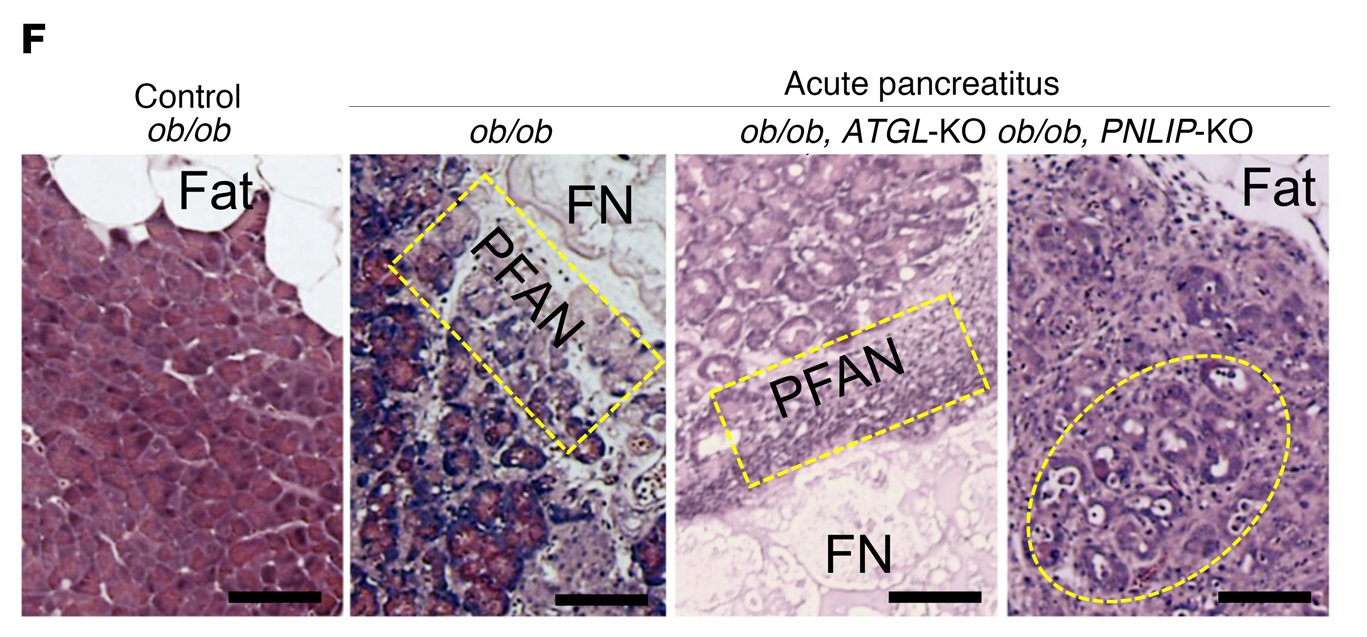 F
Control
ob/ob
Acute pancreatitus
ob/ob
ob/ob, ATGL-KO
ob/ob, PNLIP-KO
Fat
PFAN
FN
PFAN
FN
Fat